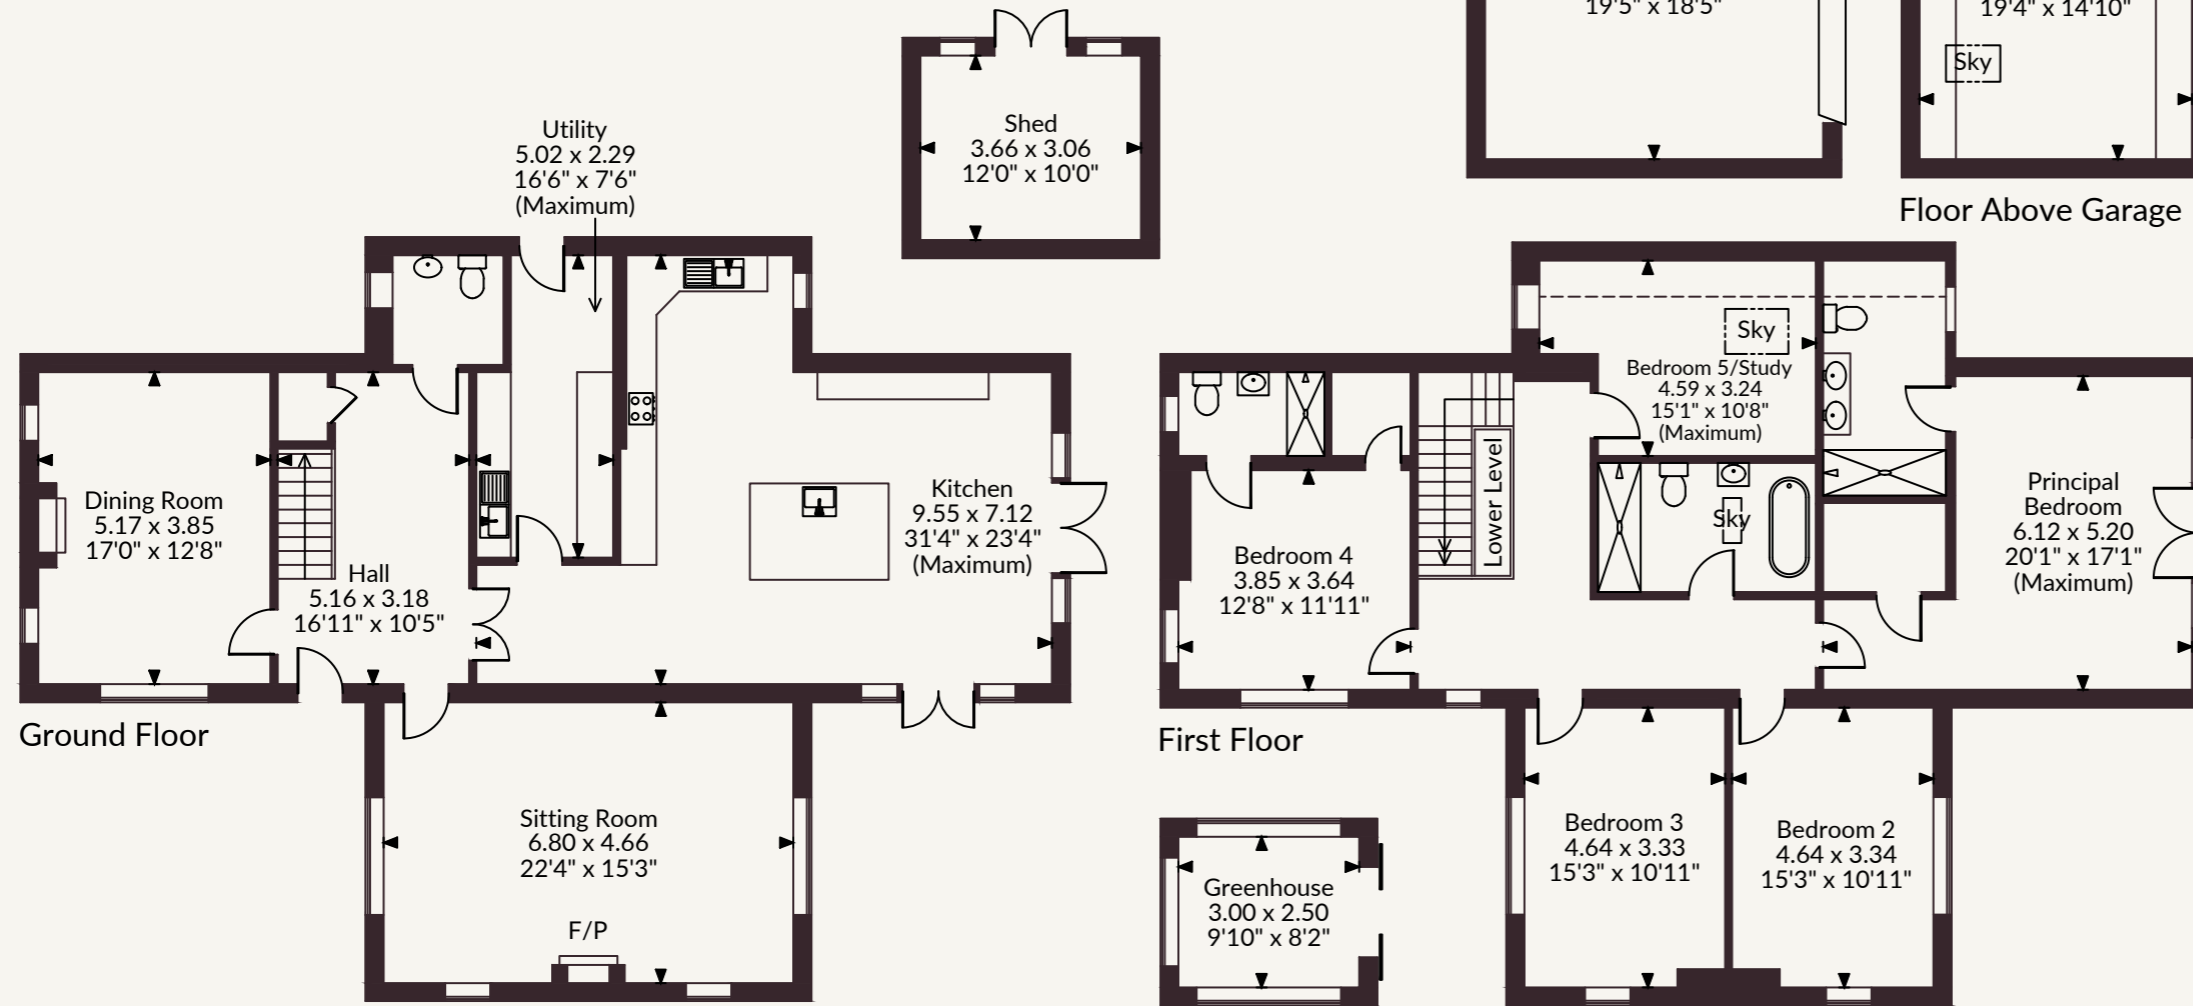 19'5" x 18'5"
19'4" x 14'10"
Sky
Floor Above Garage
Shed
3.66 x 3.06
12'0" x 10'0"
Utility
5.02 x 2.29
16'6" x 7'6"
(Maximum)
Dining Room
5.17 x 3.85
17'0" x 12'8"
Hall
5.16 x 3.18
16'11" x 10'5"
Kitchen
9.55 x 7.12
31'4" x 23'4"
(Maximum)
Ground Floor
Sitting Room
6.80 x 4.66
22'4" x 15'3"
F/P
Sky
Bedroom 5/Study
4.59 x 3.24
15'1" x 10'8"
(Maximum)
Lower Level
Sky
Bedroom 4
3.85 x 3.64
12'8" x 11'11"
Principal
Bedroom
6.12 x 5.20
20'1" x 17'1"
(Maximum)
First Floor
Bedroom 3
4.64 x 3.33
15'3" x 10'11"
Bedroom 2
4.64 x 3.34
15'3" x 10'11"
Greenhouse
3.00 x 2.50
9'10" x 8'2"